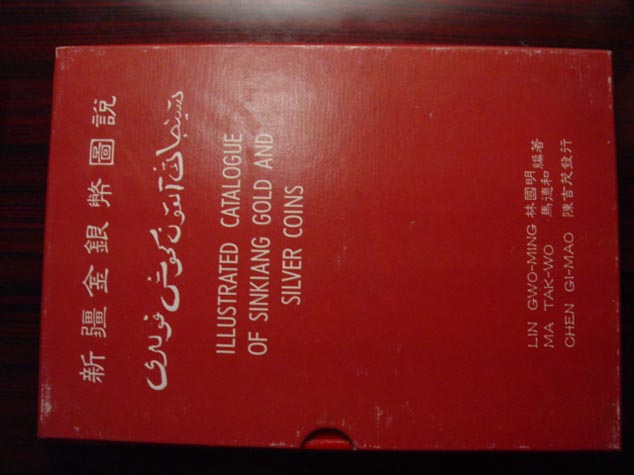 新疆金銀幣圖說
آلتون
ILLUSTRATED CATALOGUE
OF SINKIANG GOLD AND
SILVER COINS
LIN GWO-MING 林國明編著
MA TAK-WO 馬德和
CHEN GI-MAO 陳吉茂發行